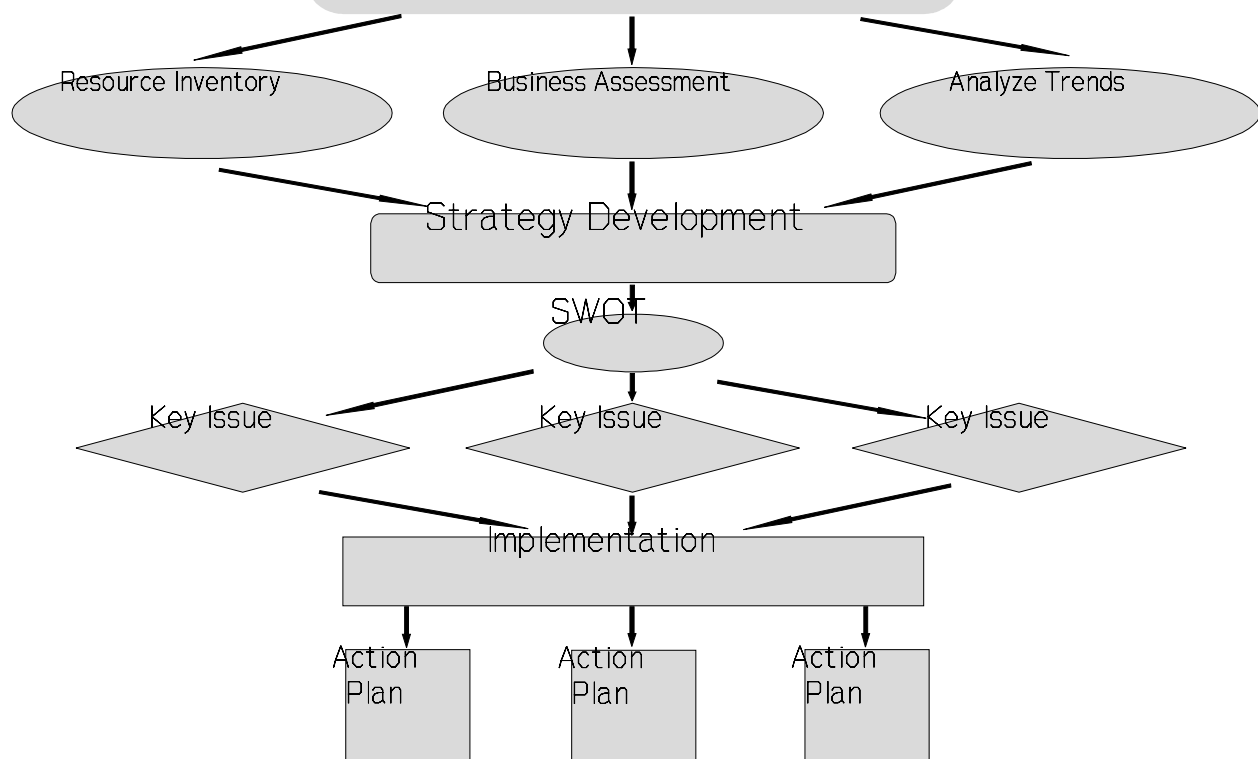 Resource Inventory
Business Assessment
Analyze Trends
Strategy Development
SWOT
Key Issue
Key Issue
Key Issue
Implementation
Action
Plan
Action
Plan
Action
Plan